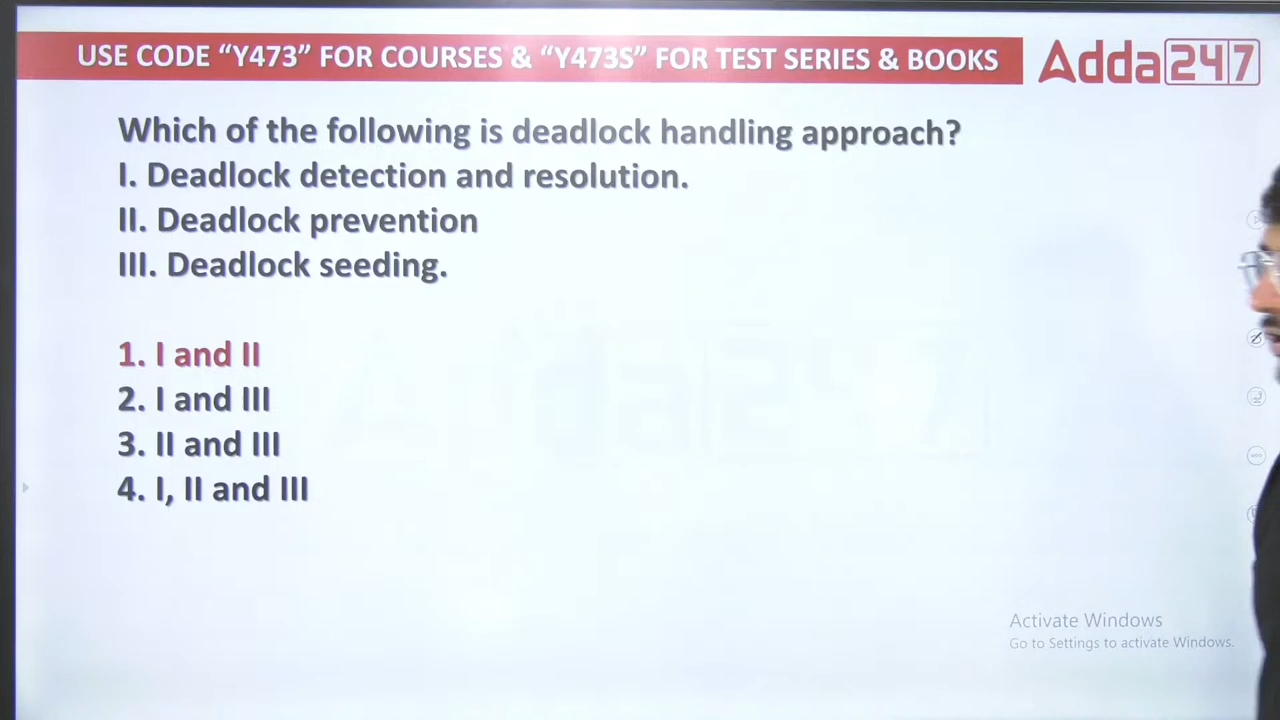 USE CODE “Y473” FOR COURSES & “Y473S” FOR TEST SERIES & BOOKS
Adda247
Which of the following is deadlock handling approach?
I. Deadlock detection and resolution.
II. Deadlock prevention
III. Deadlock seeding.
1. I and II
2. I and III
3. II and III
4. I, II and III
Activate Windows
Go to Settings to activate Windows.